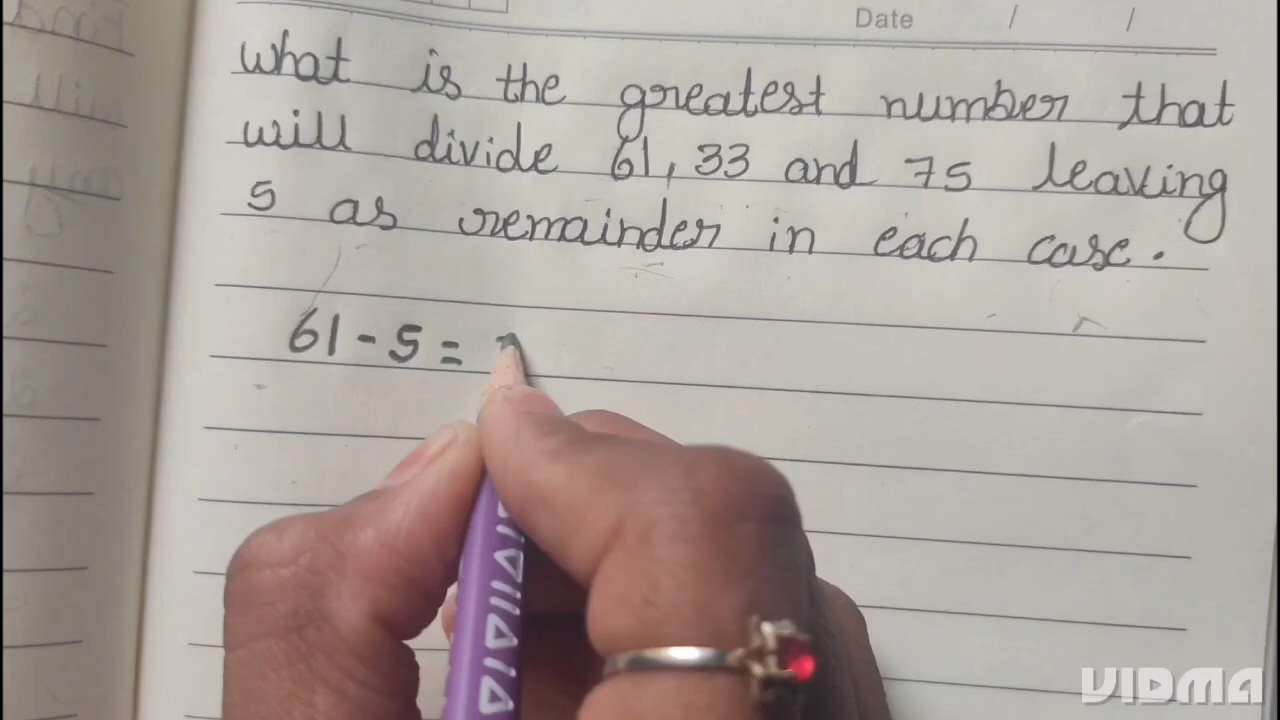 Date / /
what is the greatest number that
will divide 61, 33 and 75 leaving
5 as remainder in each case.
61 - 5 =
VIDMA